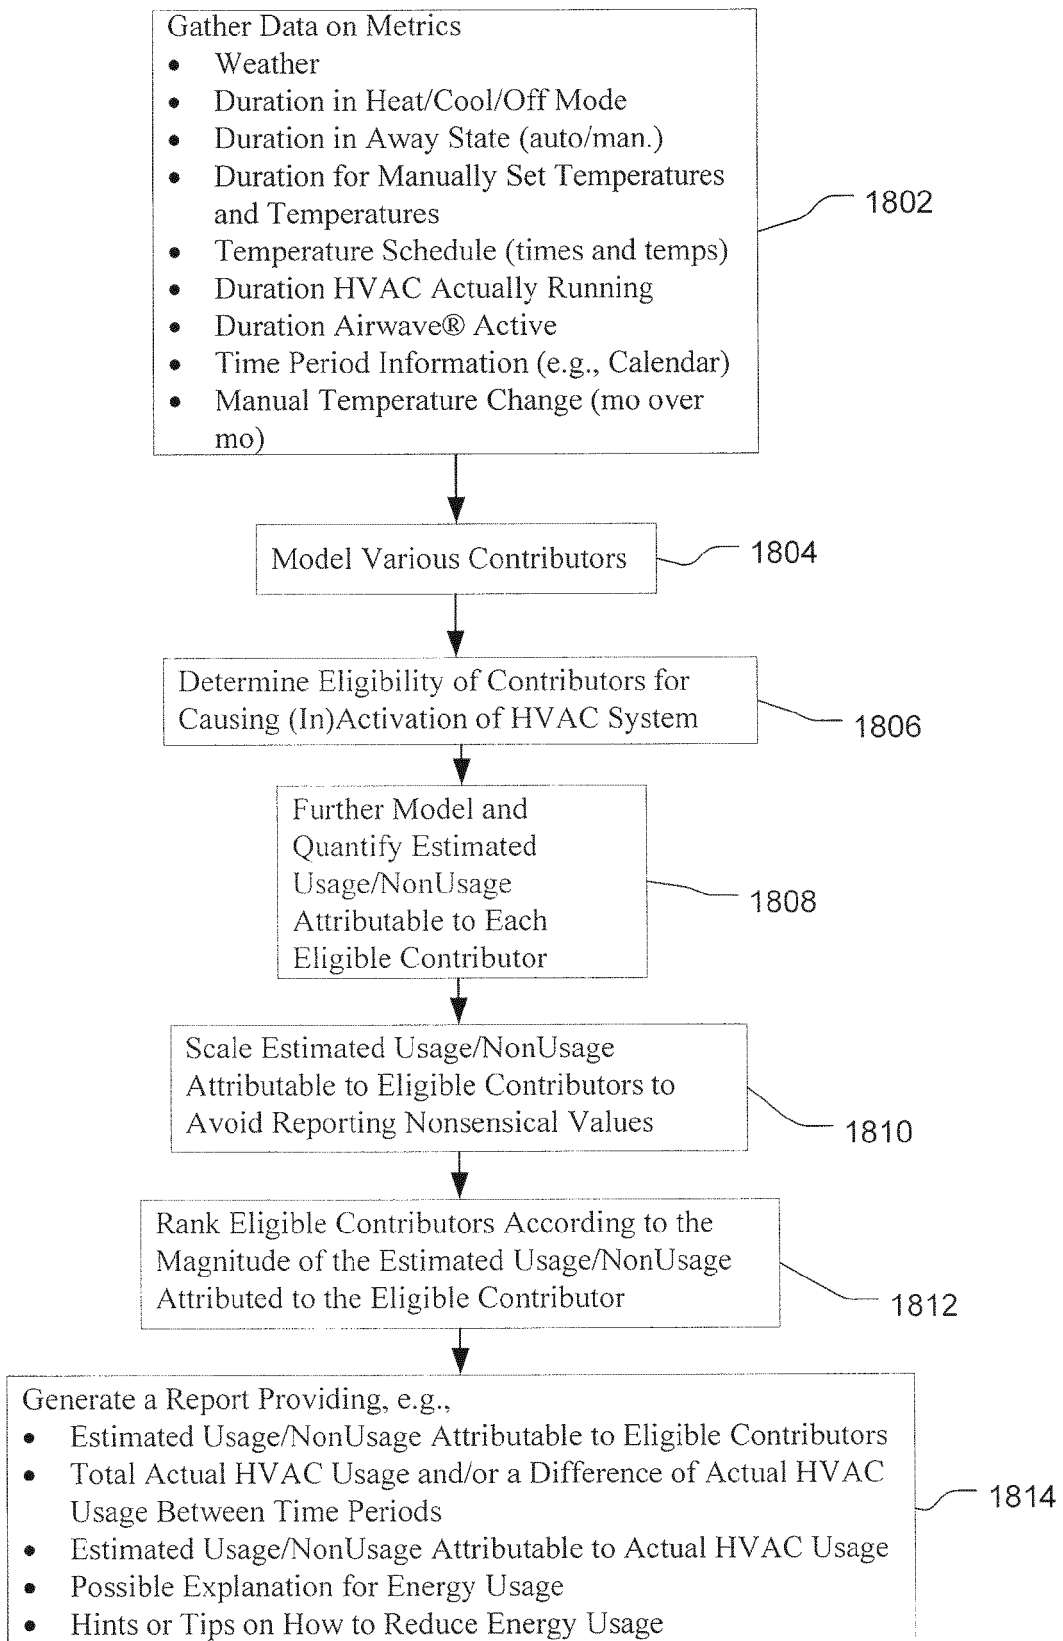 Gather Data on Metrics
• Weather
• Duration in Heat/Cool/Off Mode
• Duration in Away State (auto/man.)
• Duration for Manually Set Temperatures
and Temperatures
• Temperature Schedule (times and temps)
• Duration HVAC Actually Running
• Duration Airwave® Active
• Time Period Information (e.g., Calendar)
• Manual Temperature Change (mo over
mo)
1802
Model Various Contributors
1804
Determine Eligibility of Contributors for
Causing (In)Activation of HVAC System
1806
Further Model and
Quantify Estimated
Usage/NonUsage
Attributable to Each
Eligible Contributor
1808
Scale Estimated Usage/NonUsage
Attributable to Eligible Contributors to
Avoid Reporting Nonsensical Values
1810
Rank Eligible Contributors According to the
Magnitude of the Estimated Usage/NonUsage
Attributed to the Eligible Contributor
1812
Generate a Report Providing, e.g.,
• Estimated Usage/NonUsage Attributable to Eligible Contributors
• Total Actual HVAC Usage and/or a Difference of Actual HVAC
Usage Between Time Periods
• Estimated Usage/NonUsage Attributable to Actual HVAC Usage
• Possible Explanation for Energy Usage
• Hints or Tips on How to Reduce Energy Usage
1814